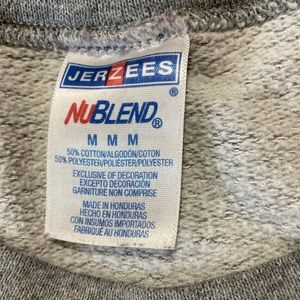 JERZEES
®
NUBLEND®
M M M
50% COTTON/ALGODÓN/COTON
50% POLYESTER/POLIÉSTER/POLYESTER
EXCLUSIVE OF DECORATION
EXCEPTO DECORACIÓN
GARNITURE NON COMPRISE
MADE IN HONDURAS
HECHO EN HONDURAS
CON INSUMOS IMPORTADOS
FABRIQUÉ AU HONDURAS